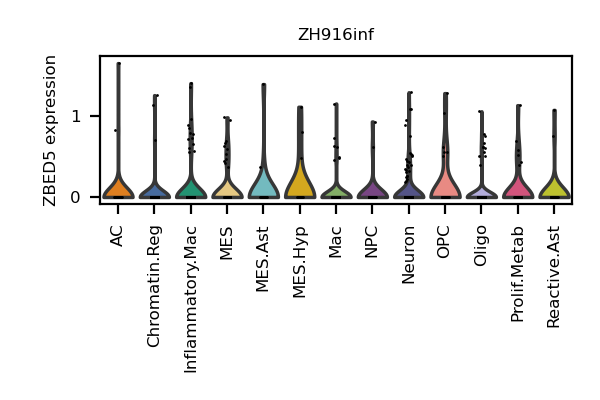 ZH916inf
ZBED5 expression
1
0
AC
Chromatin.Reg
Inflammatory.Mac
MES
MES.Ast
MES.Hyp
Mac
NPC
Neuron
OPC
Oligo
Prolif.Metab
Reactive.Ast